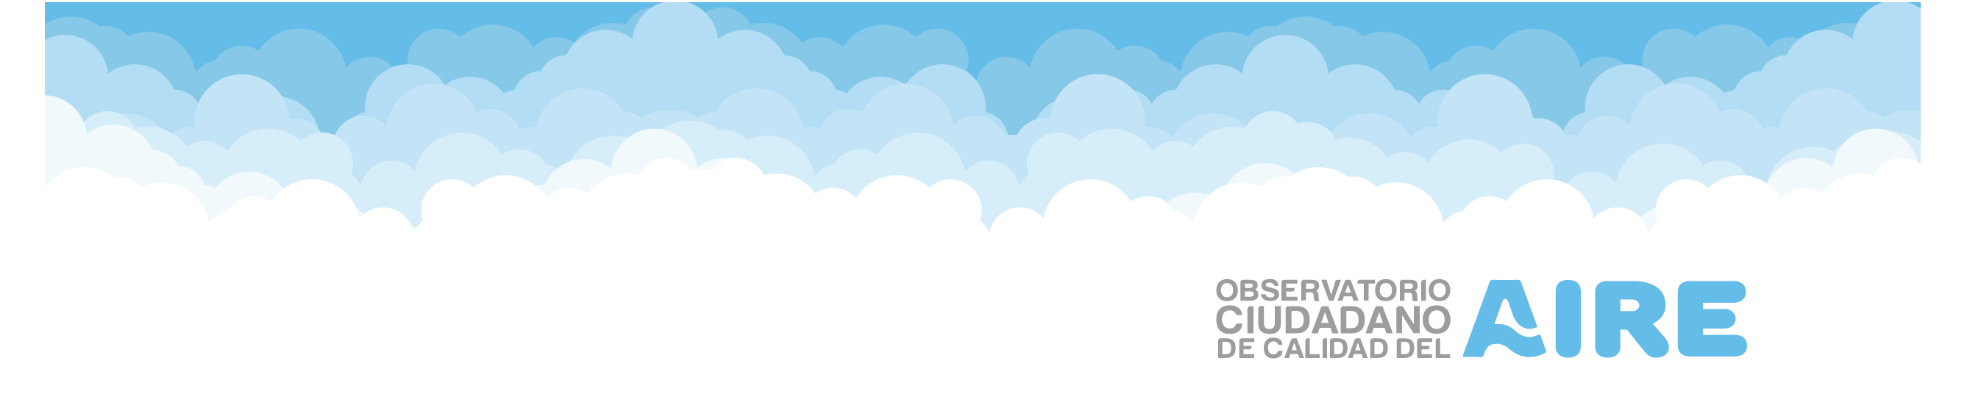 OBSERVATORIO
CIUDADANO
DE CALIDAD DEL
AIRE